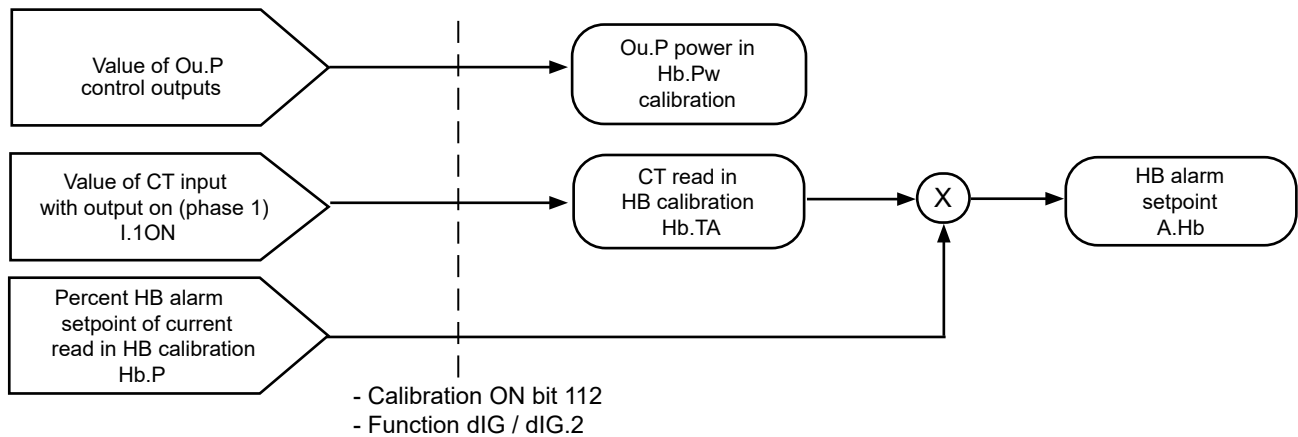 Value of Ou.P
control outputs
Ou.P power in
Hb.Pw
calibration
Value of CT input
with output on (phase 1)
I.1ON
CT read in
HB calibration
Hb.TA
X
HB alarm
setpoint
A.Hb
Percent HB alarm
setpoint of current
read in HB calibration
Hb.P
- Calibration ON bit 112
- Function dIG / dIG.2